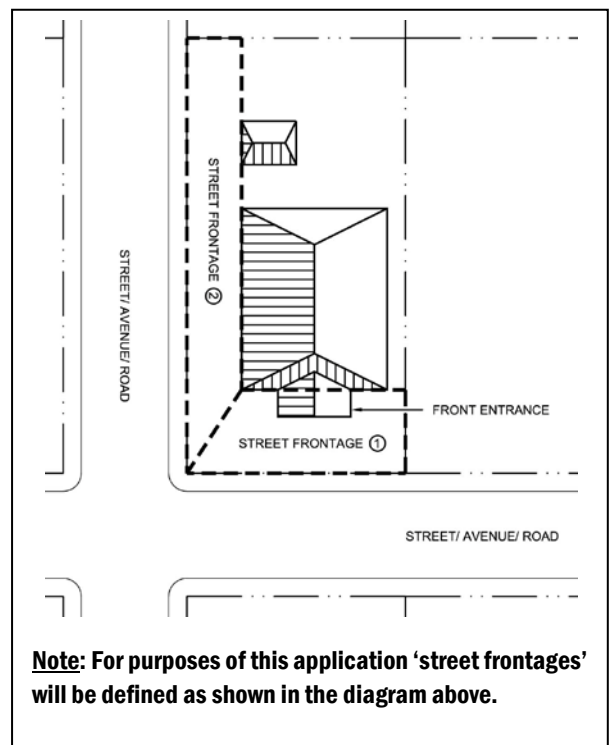 STREET FRONTAGE ②
STREET/ AVENUE/ ROAD
FRONT ENTRANCE
STREET FRONTAGE ①
STREET/ AVENUE/ ROAD
Note: For purposes of this application ‘street frontages’
will be defined as shown in the diagram above.